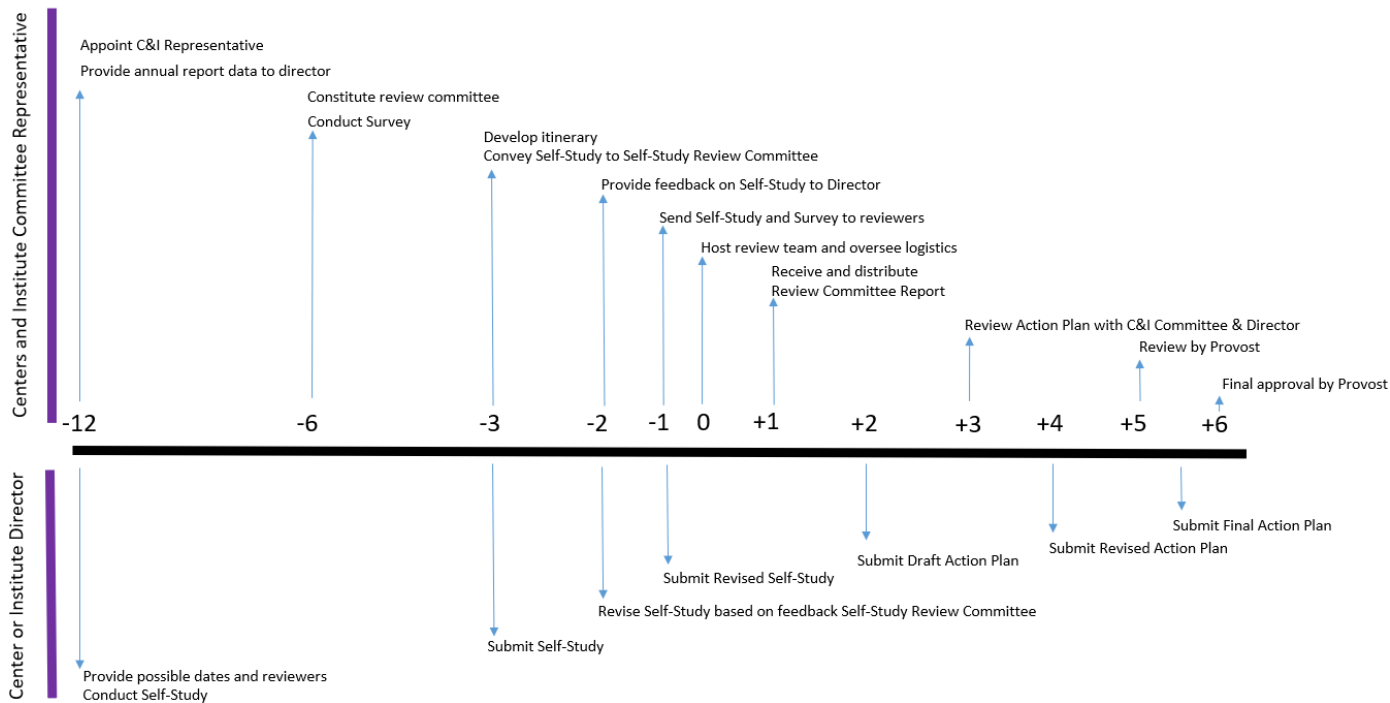 Centers and Institute Committee Representative
Appoint C&I Representative
Provide annual report data to director
Constitute review committee
Conduct Survey
Develop itinerary
Convey Self-Study to Self-Study Review Committee
Provide feedback on Self-Study to Director
Send Self-Study and Survey to reviewers
Host review team and oversee logistics
Receive and distribute
Review Committee Report
Review Action Plan with C&I Committee & Director
Review by Provost
Final approval by Provost
-12 -6 -3 -2 -1 0 +1 +2 +3 +4 +5 +6
Center or Institute Director
Submit Final Action Plan
Submit Revised Action Plan
Submit Draft Action Plan
Submit Revised Self-Study
Revise Self-Study based on feedback Self-Study Review Committee
Submit Self-Study
Provide possible dates and reviewers
Conduct Self-Study